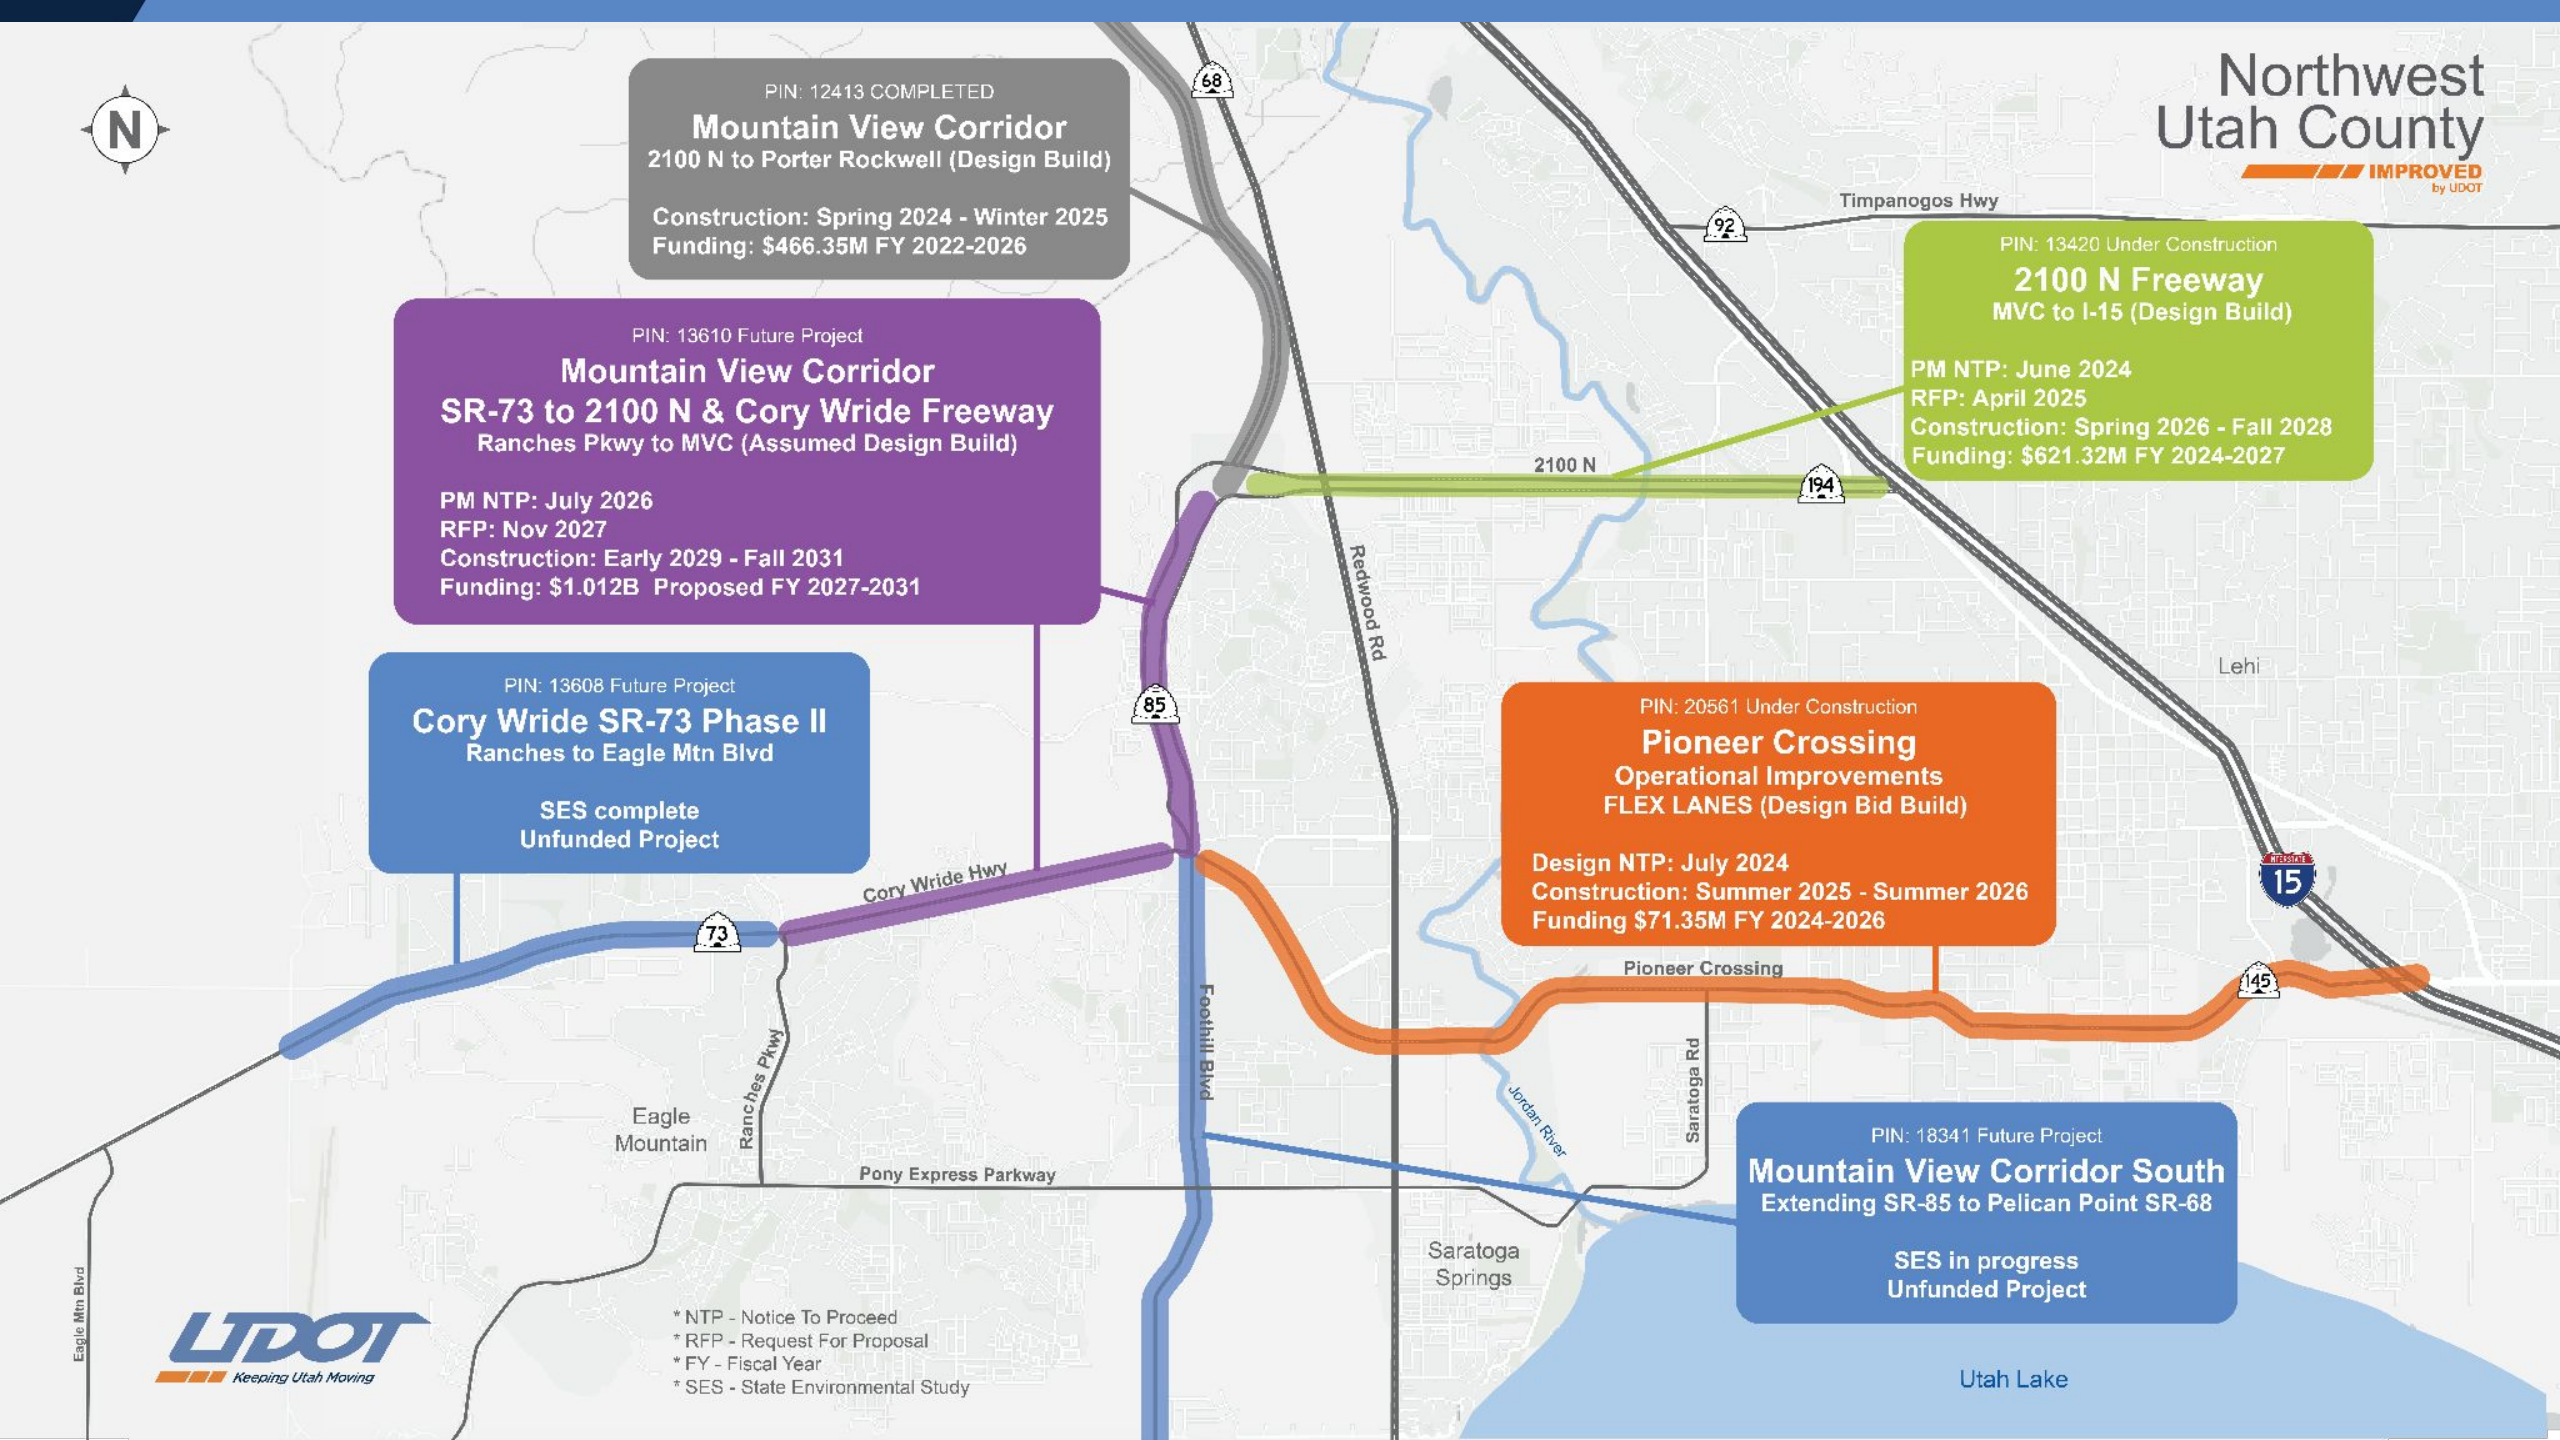 N
Northwest
Utah County
IMPROVED
by UDOT
PIN: 12413 COMPLETED
Mountain View Corridor
2100 N to Porter Rockwell (Design Build)
Construction: Spring 2024 - Winter 2025
Funding: $466.35M FY 2022-2026
68
92
Timpanogos Hwy
PIN: 13420 Under Construction
2100 N Freeway
MVC to I-15 (Design Build)
PM NTP: June 2024
RFP: April 2025
Construction: Spring 2026 - Fall 2028
Funding: $621.32M FY 2024-2027
PIN: 13610 Future Project
Mountain View Corridor
SR-73 to 2100 N & Cory Wride Freeway
Ranches Pkwy to MVC (Assumed Design Build)
PM NTP: July 2026
RFP: Nov 2027
Construction: Early 2029 - Fall 2031
Funding: $1.012B Proposed FY 2027-2031
2100 N
194
Redwood Rd
Lehi
85
PIN: 13608 Future Project
Cory Wride SR-73 Phase II
Ranches to Eagle Mtn Blvd
SES complete
Unfunded Project
PIN: 20561 Under Construction
Pioneer Crossing
Operational Improvements
FLEX LANES (Design Bid Build)
Design NTP: July 2024
Construction: Summer 2025 - Summer 2026
Funding $71.35M FY 2024-2026
INTERSTATE
15
Cory Wride Hwy
73
Pioneer Crossing
145
Foothill Blvd
Ranches Pkwy
Saratoga Rd
Jordan River
Eagle
Mountain
Pony Express Parkway
PIN: 18341 Future Project
Mountain View Corridor South
Extending SR-85 to Pelican Point SR-68
SES in progress
Unfunded Project
Saratoga
Springs
Eagle Mtn Blvd
UDOT
Keeping Utah Moving
* NTP - Notice To Proceed
* RFP - Request For Proposal
* FY - Fiscal Year
* SES - State Environmental Study
Utah Lake